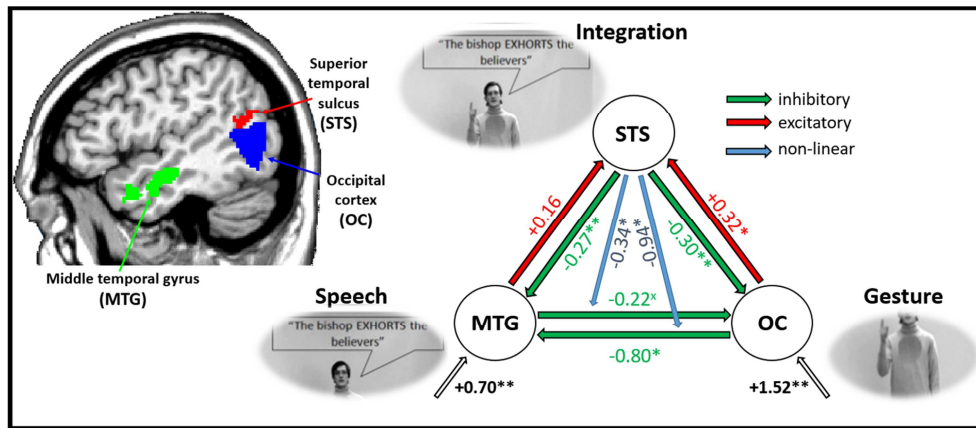 Superior
temporal
sulcus
(STS)
Occipital
cortex
(OC)
Middle temporal gyrus
(MTG)
Integration
"The bishop EXHORTS the
believers"
STS
inhibitory
excitatory
non-linear
+0.16
-0.27**
-0.34*
-0.94*
-0.30**
+0.32*
Speech
"The bishop EXHORTS the
believers"
MTG
-0.22ˣ
-0.80*
OC
Gesture
+0.70**
+1.52**